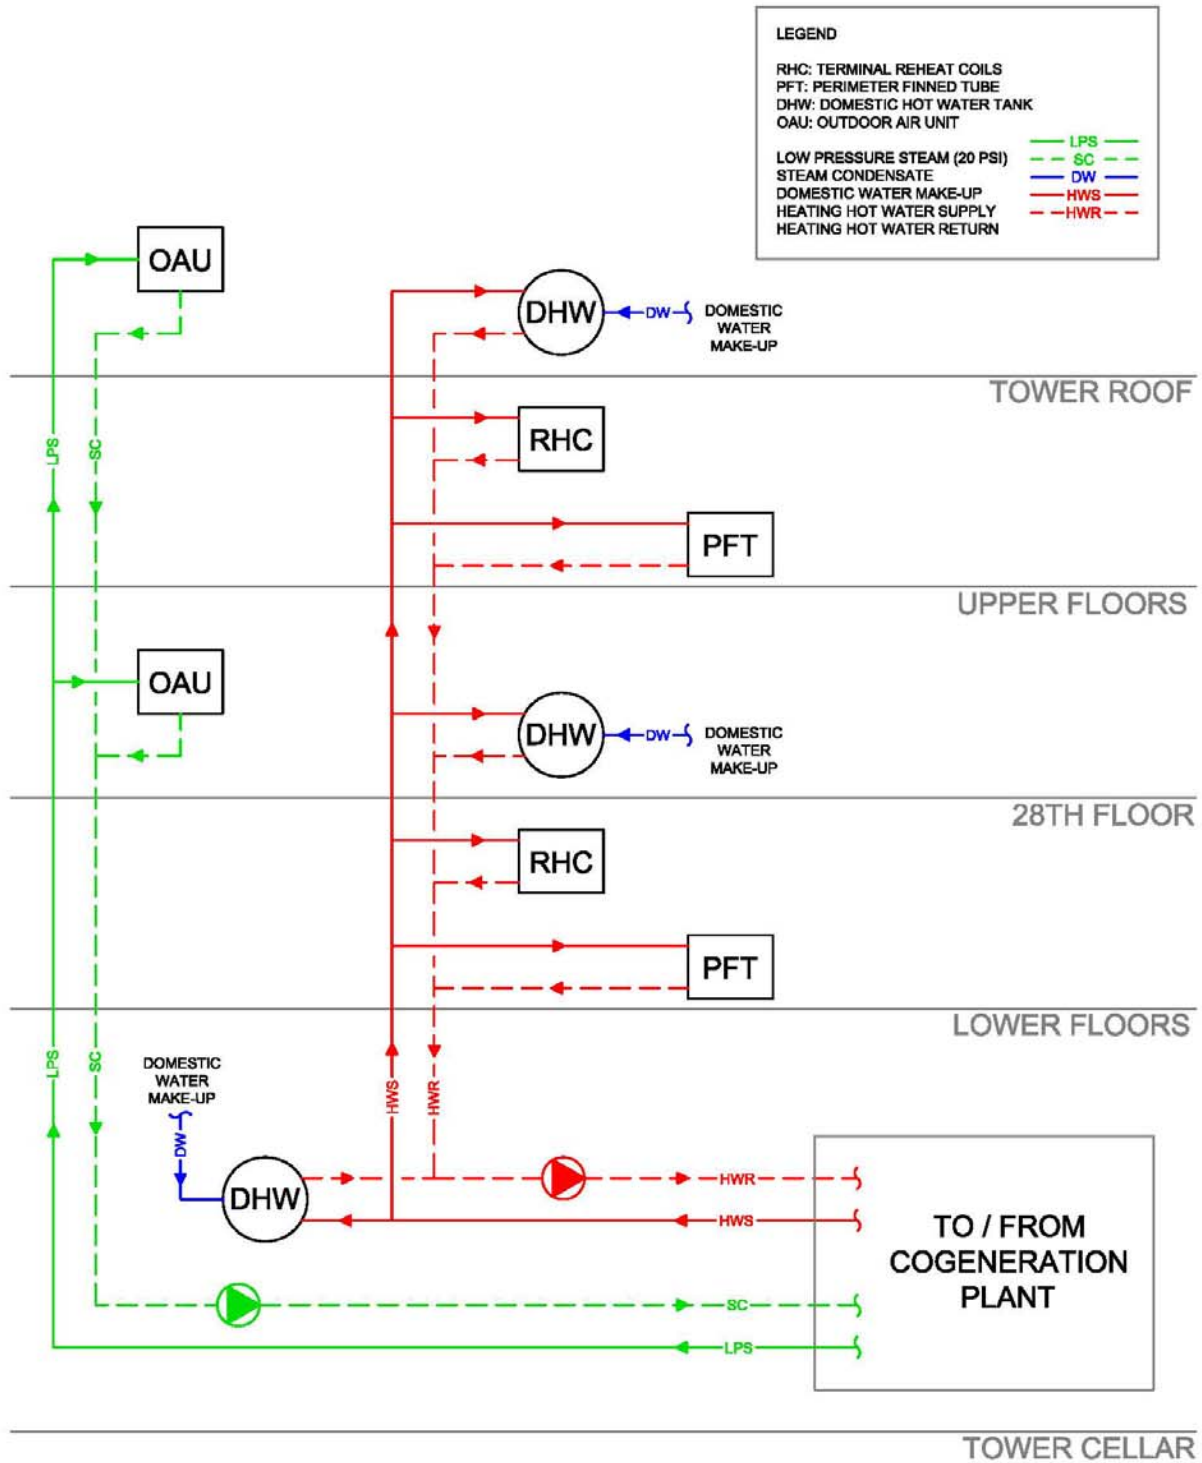 LEGEND
RHC: TERMINAL REHEAT COILS
PFT: PERIMETER FINNED TUBE
DHW: DOMESTIC HOT WATER TANK
OAU: OUTDOOR AIR UNIT
LOW PRESSURE STEAM (20 PSI)
STEAM CONDENSATE
DOMESTIC WATER MAKE-UP
HEATING HOT WATER SUPPLY
HEATING HOT WATER RETURN
LPS
SC
DW
HWS
HWR
OAU
DHW
DW
DOMESTIC
WATER
MAKE-UP
TOWER ROOF
LPS
SC
RHC
PFT
UPPER FLOORS
OAU
DHW
DW
DOMESTIC
WATER
MAKE-UP
28TH FLOOR
RHC
PFT
LOWER FLOORS
LPS
SC
DOMESTIC
WATER
MAKE-UP
DW
HWS
HWR
DHW
HWR
HWS
SC
LPS
TO / FROM
COGENERATION
PLANT
TOWER CELLAR